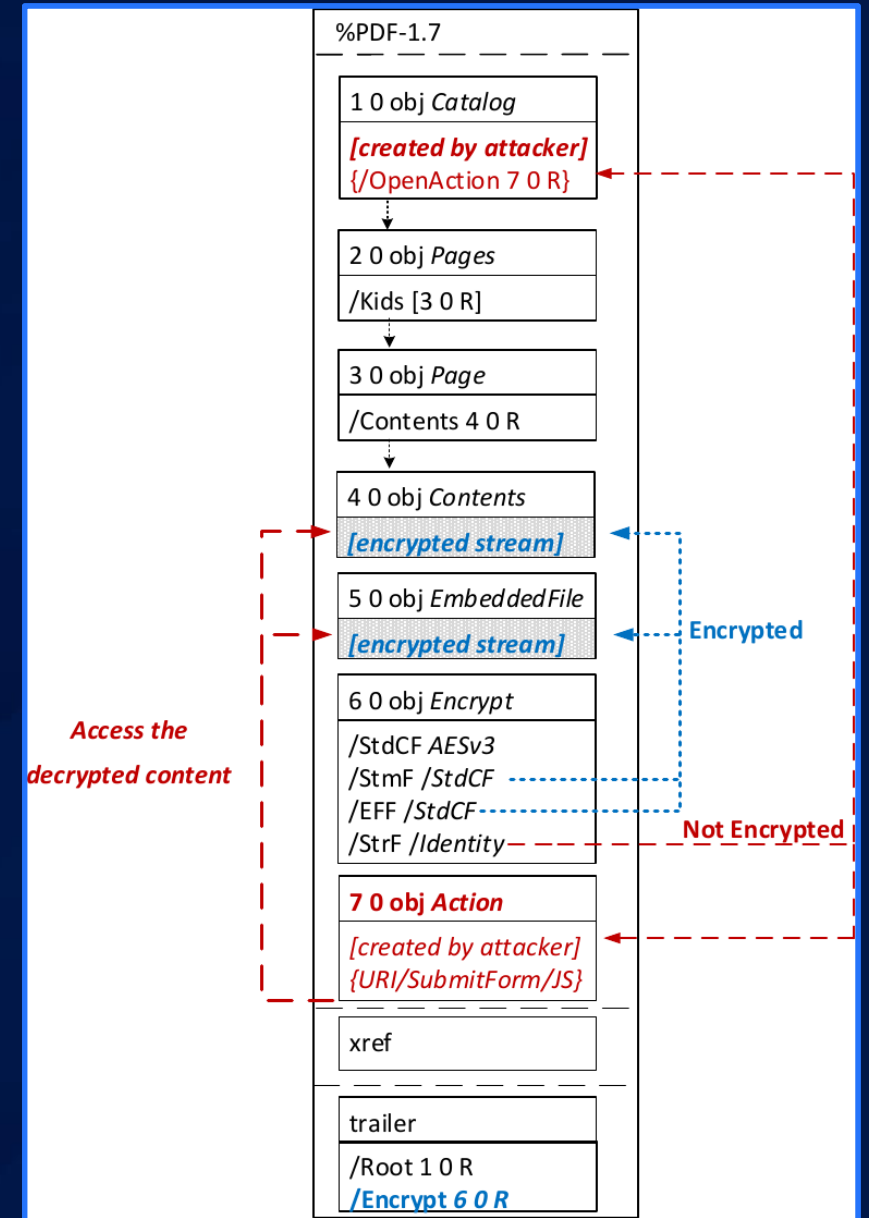 %PDF-1.7
1 0 obj Catalog
[created by attacker]
{/OpenAction 7 0 R}
2 0 obj Pages
/Kids [3 0 R]
3 0 obj Page
/Contents 4 0 R
4 0 obj Contents
[encrypted stream]
5 0 obj EmbeddedFile
[encrypted stream]
Encrypted
6 0 obj Encrypt
/StdCF AESv3
/StmF /StdCF
/EFF /StdCF
/StrF /Identity
Not Encrypted
Access the
decrypted content
7 0 obj Action
[created by attacker]
{URI/SubmitForm/JS}
xref
trailer
/Root 1 0 R
/Encrypt 6 0 R